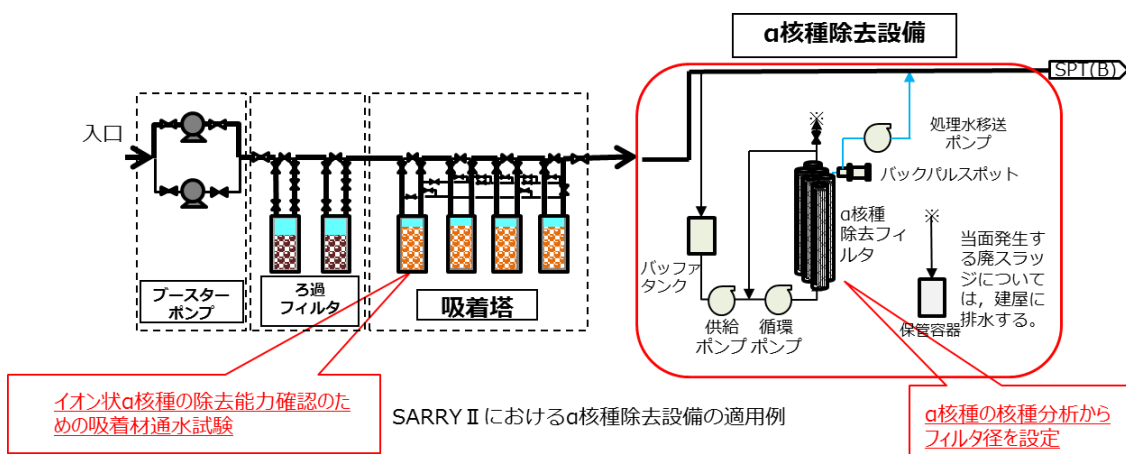 α核種除去設備
SPT(B)
入口
処理水移送
ポンプ
バックパルスポット
※
α核種
除去フィ
ルタ
※
当面発生す
る廃スラッ
ジについて
は，建屋に
排水する。
バッファ
タンク
供給
ポンプ
循環
ポンプ
保管容器
ブースター
ポンプ
ろ過
フィルタ
吸着塔
イオン状α核種の除去能力確認のた
めの吸着材通水試験
SARRYⅡにおけるα核種除去設備の適用例
α核種の核種分析から
フィルタ径を設定